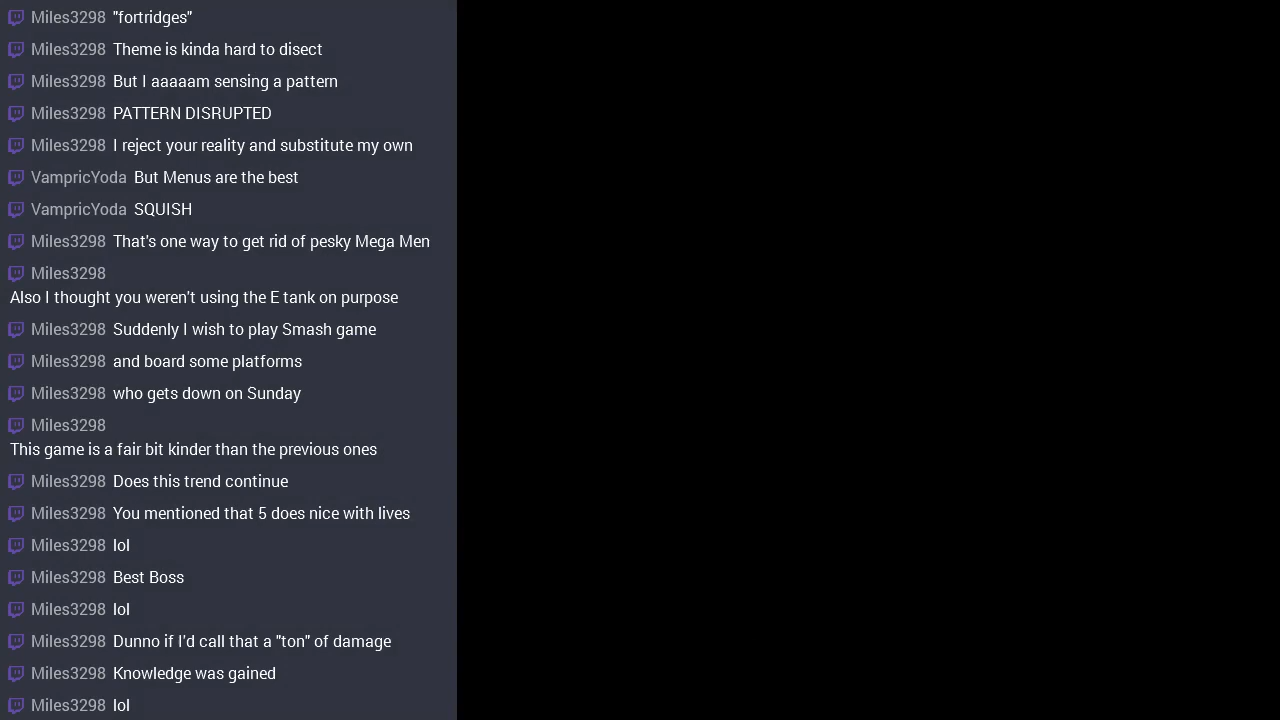 Miles3298 "fortridges"
Miles3298 Theme is kinda hard to disect
Miles3298 But I aaaaam sensing a pattern
Miles3298 PATTERN DISRUPTED
Miles3298 I reject your reality and substitute my own
VampricYoda But Menus are the best
VampricYoda SQUISH
Miles3298 That's one way to get rid of pesky Mega Men
Miles3298
Also I thought you weren't using the E tank on purpose
Miles3298 Suddenly I wish to play Smash game
Miles3298 and board some platforms
Miles3298 who gets down on Sunday
Miles3298
This game is a fair bit kinder than the previous ones
Miles3298 Does this trend continue
Miles3298 You mentioned that 5 does nice with lives
Miles3298 lol
Miles3298 Best Boss
Miles3298 lol
Miles3298 Dunno if I'd call that a "ton" of damage
Miles3298 Knowledge was gained
Miles3298 lol